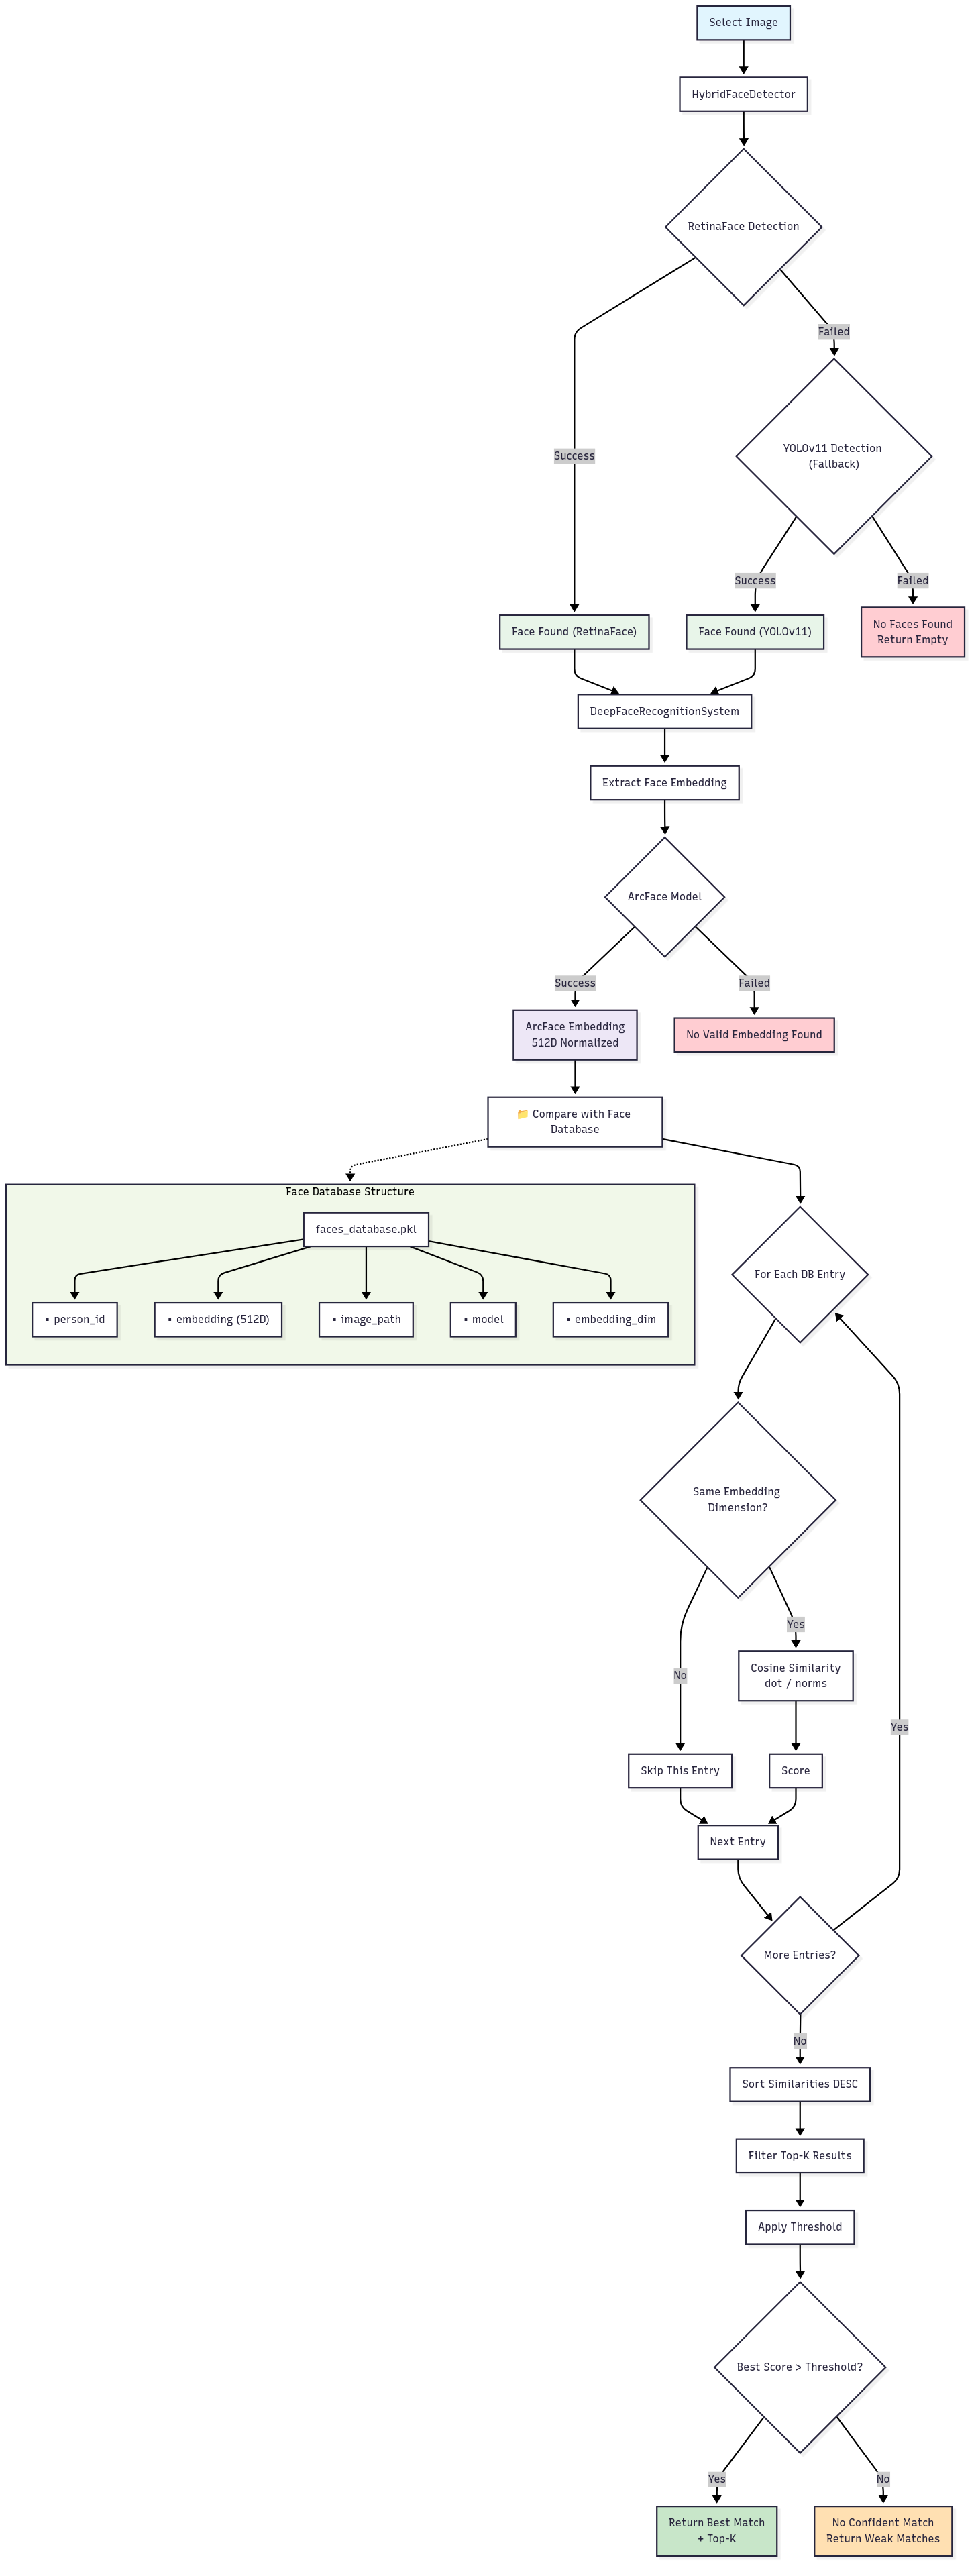 Select Image
HybridFaceDetector
RetinaFace Detection
Failed
YOLOv11 Detection
(Fallback)
Success
Success
Failed
Face Found (RetinaFace)
Face Found (YOLOv11)
No Faces Found
Return Empty
DeepFaceRecognitionSystem
Extract Face Embedding
ArcFace Model
Success
Failed
ArcFace Embedding
512D Normalized
No Valid Embedding Found
📁 Compare with Face
Database
Face Database Structure
faces_database.pkl
• person_id
• embedding (512D)
• image_path
• model
• embedding_dim
For Each DB Entry
Same Embedding
Dimension?
Yes
No
Cosine Similarity
dot / norms
Yes
Skip This Entry
Score
Next Entry
More Entries?
No
Sort Similarities DESC
Filter Top-K Results
Apply Threshold
Best Score > Threshold?
Yes
No
Return Best Match
+ Top-K
No Confident Match
Return Weak Matches